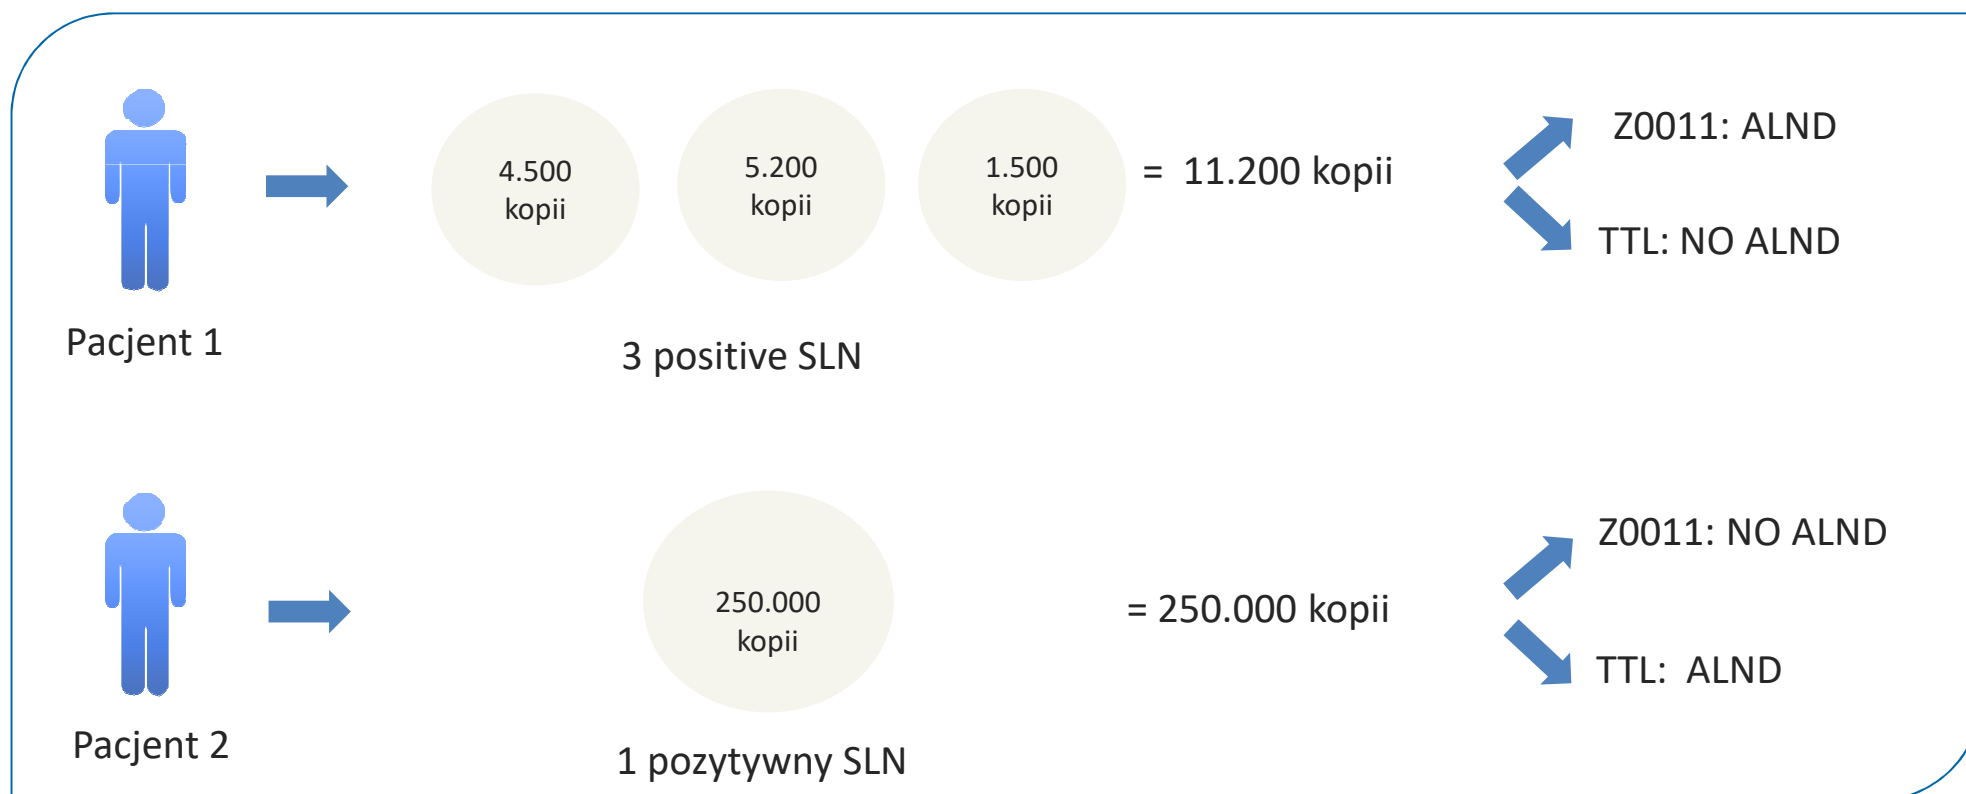 4.500
kopii
5.200
kopii
1.500
kopii
= 11.200 kopii
Z0011: ALND
TTL: NO ALND
Pacjent 1
3 positive SLN
250.000
kopii
= 250.000 kopii
Z0011: NO ALND
TTL: ALND
Pacjent 2
1 pozytywny SLN